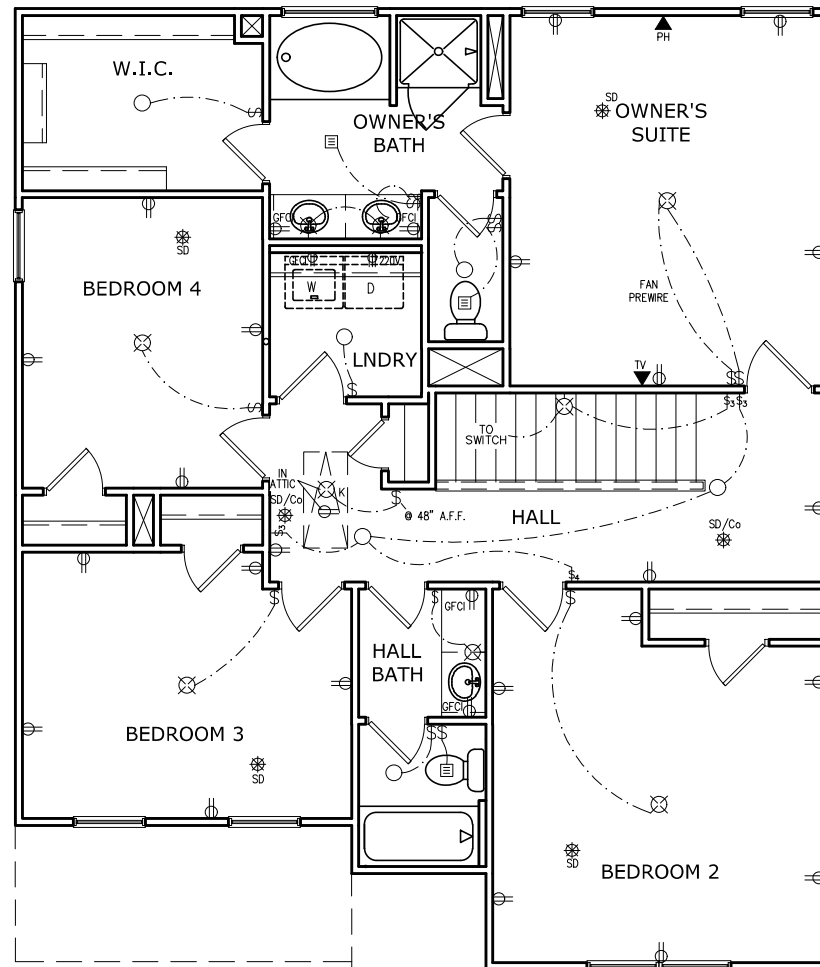 PH
W.I.C.
SD
OWNER'S
SUITE
OWNER'S
BATH
GFCI
GFCI
SD
BEDROOM 4
GFCI
220V
W
D
FAN
PREWIRE
LNDRY
TV
$
$
$
$
$
$
$
$
$
$3
$3
TO
SWITCH
IN
ATTIC
SD/Co
K
$
$3
@ 48" A.F.F.
HALL
SD/Co
$4
$
$
$
GFCI
HALL
BATH
GFCI
BEDROOM 3
$
$
SD
SD
BEDROOM 2